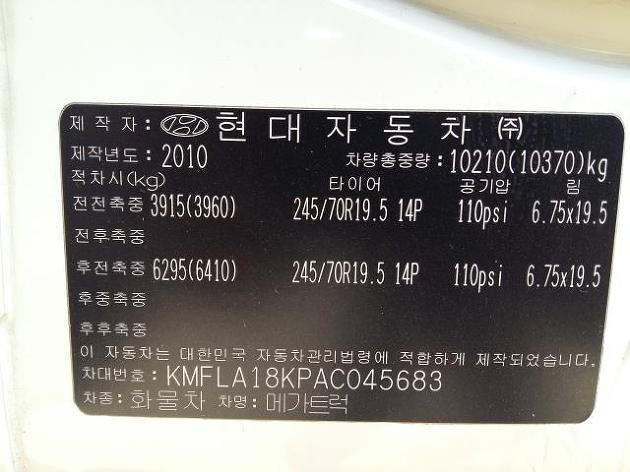 제 작 자 : 현 대 자 동 차 ㈜
제작년도 : 2010 차량총중량 : 10210(10370)kg
적차시(kg) 타이어 공기압 림
전전축중 3915(3960) 245/70R19.5 14P 110psi 6.75x19.5
전후축중
후전축중 6295(6410) 245/70R19.5 14P 110psi 6.75x19.5
후중축중
후후축중
이 자동차는 대한민국 자동차관리법령에 적합하게 제작되었습니다.
차대번호 : KMFLA18KPAC045683
차종 : 화물차 차명 : 메가트럭